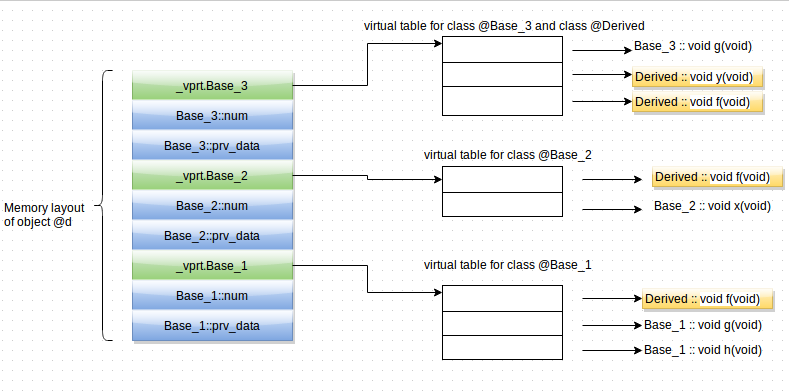 virtual table for class @Base_3 and class @Derived
_vprt.Base_3
Base_3::num
Base_3::prv_data
Base_3 :: void g(void)
Derived :: void y(void)
Derived :: void f(void)
virtual table for class @Base_2
_vprt.Base_2
Base_2::num
Base_2::prv_data
Derived :: void f(void)
Base_2 :: void x(void)
Memory layout
of object @d
virtual table for class @Base_1
_vprt.Base_1
Base_1::num
Base_1::prv_data
Derived :: void f(void)
Base_1 :: void g(void)
Base_1 :: void h(void)